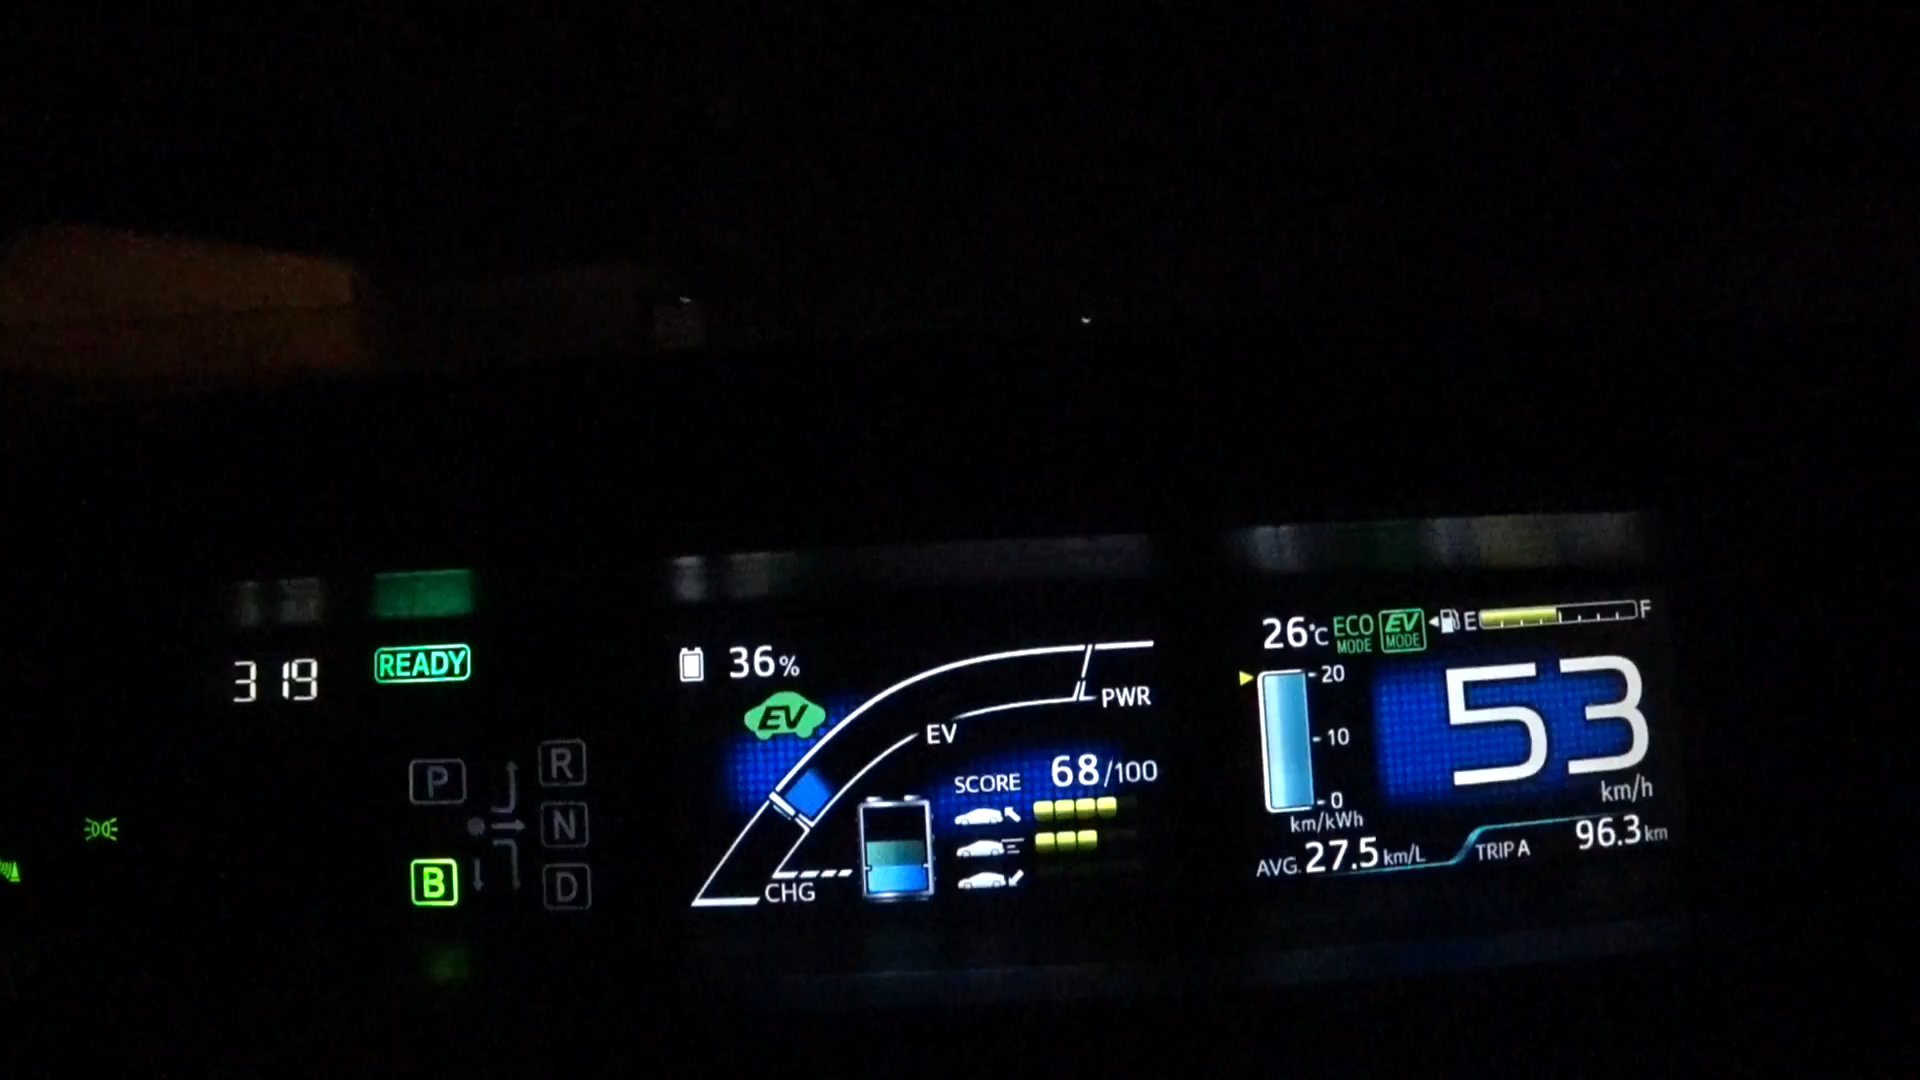 3 19
READY
P
R
N
B
D
36%
EV
PWR
EV
SCORE 68/100
CHG
26°C ECO MODE EV MODE E F
20
10
0
km/kWh
53
km/h
AVG. 27.5 km/L
TRIP A 96.3 km